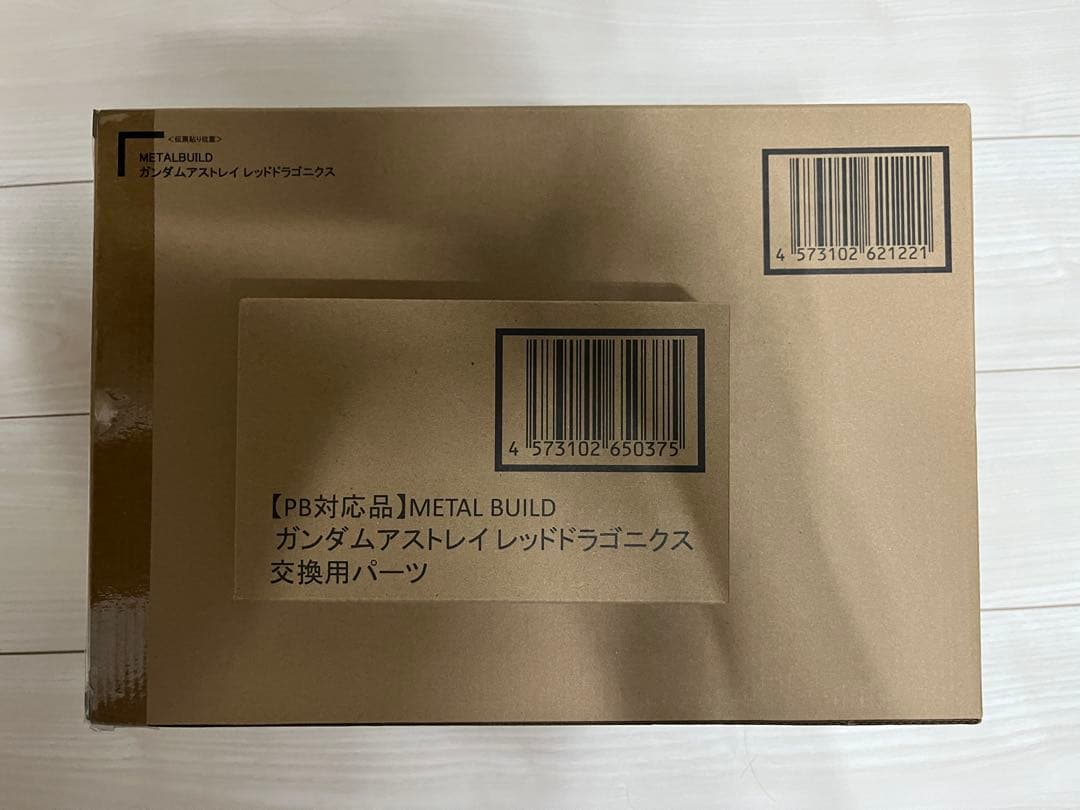 <伝票貼り位置>
METALBUILD
ガンダムアストレイ レッドドラゴニクス
4 573102 621221
4 573102 650375
【PB対応品】METAL BUILD
ガンダムアストレイ レッドドラゴニクス
交換用パーツ